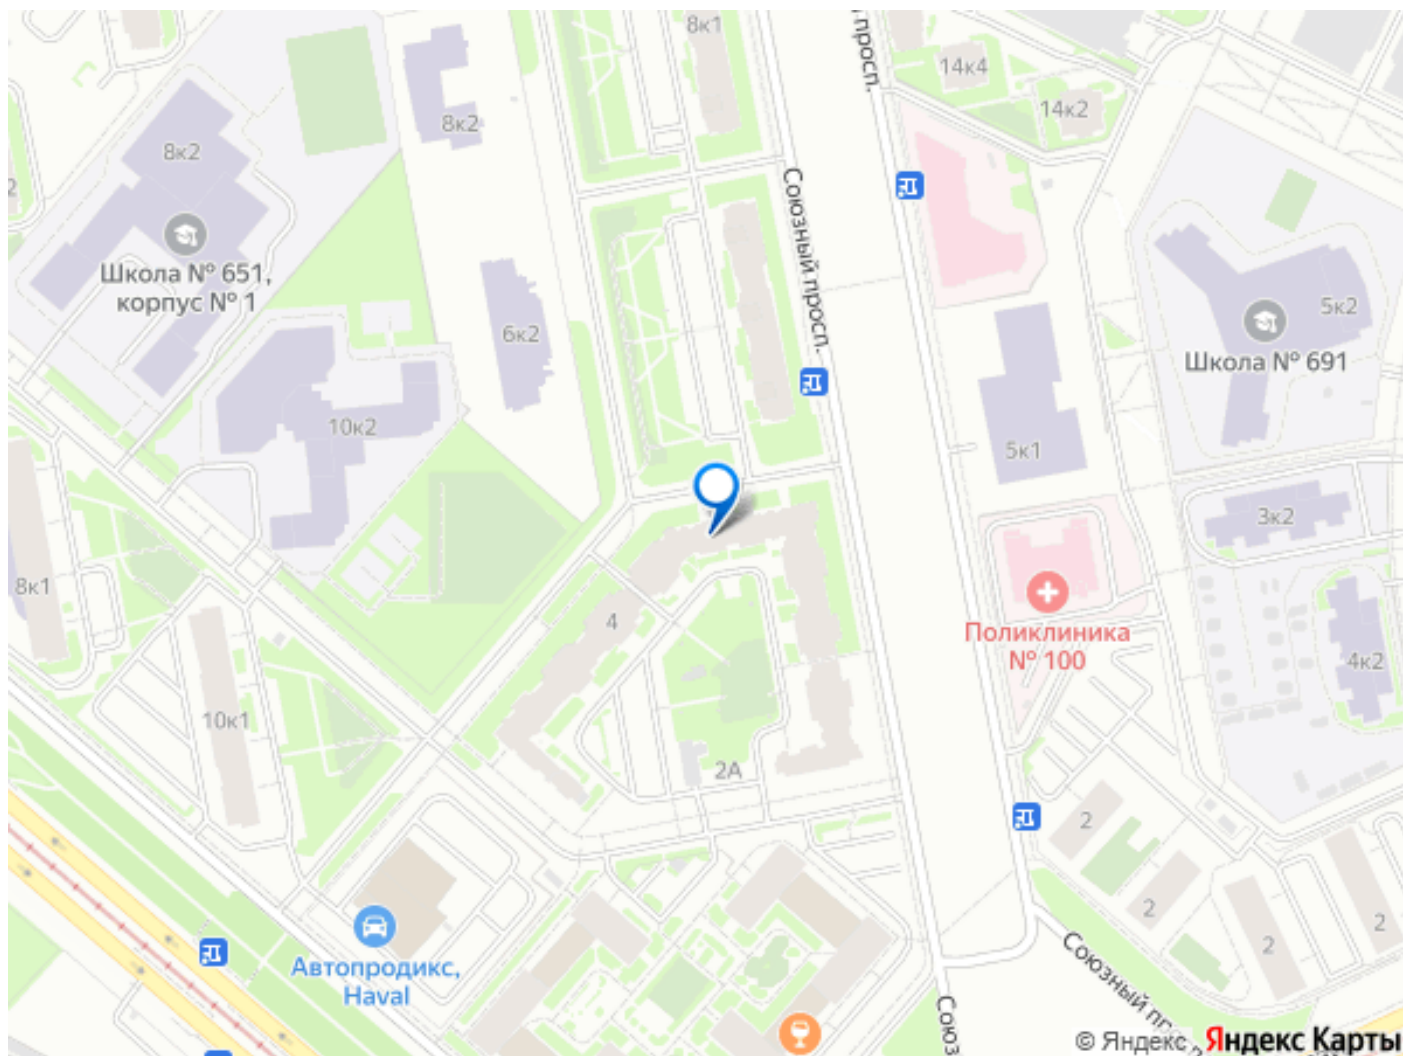 8к1
й просп.
14к4
14к2
8к2
8к2
2
Союзный просп.
Школа № 651,
корпус № 1
6к2
5к2
Школа № 691
10к2
5к1
3к2
8к1
4
Поликлиника
№ 100
4к2
10к1
2А
2
2
2
2
Автопродикс,
Haval
Союзный пр
Союз
© Яндекс Яндекс Карты